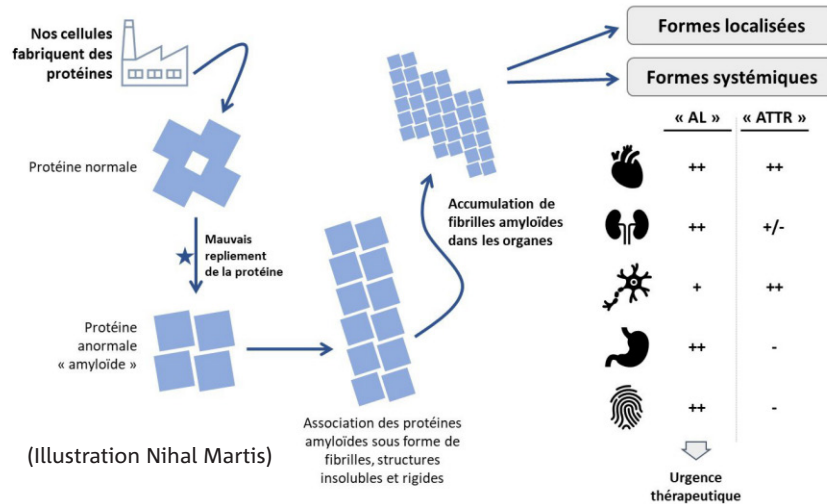 Nos cellules
fabriquent des
protéines
Protéine normale
Mauvais
repliement
de la protéine
Protéine
anormale
« amyloïde »
Association des protéines
amyloïdes sous forme de
fibrilles, structures
insolubles et rigides
Accumulation de
fibrilles amyloïdes
dans les organes
Formes localisées
Formes systémiques
« AL » « ATTR »
++ ++
++ +/-
+ ++
++ -
++ -
Urgence
thérapeutique
(Illustration Nihal Martis)